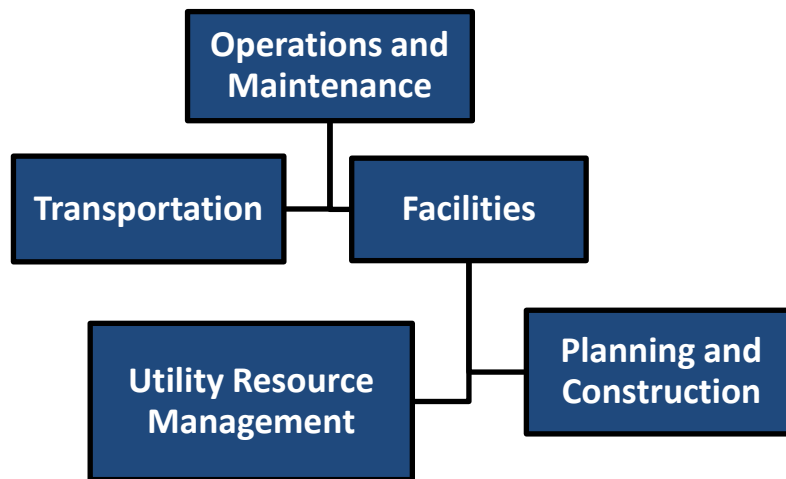 Operations and
Maintenance
Transportation
Facilities
Planning and
Construction
Utility Resource
Management